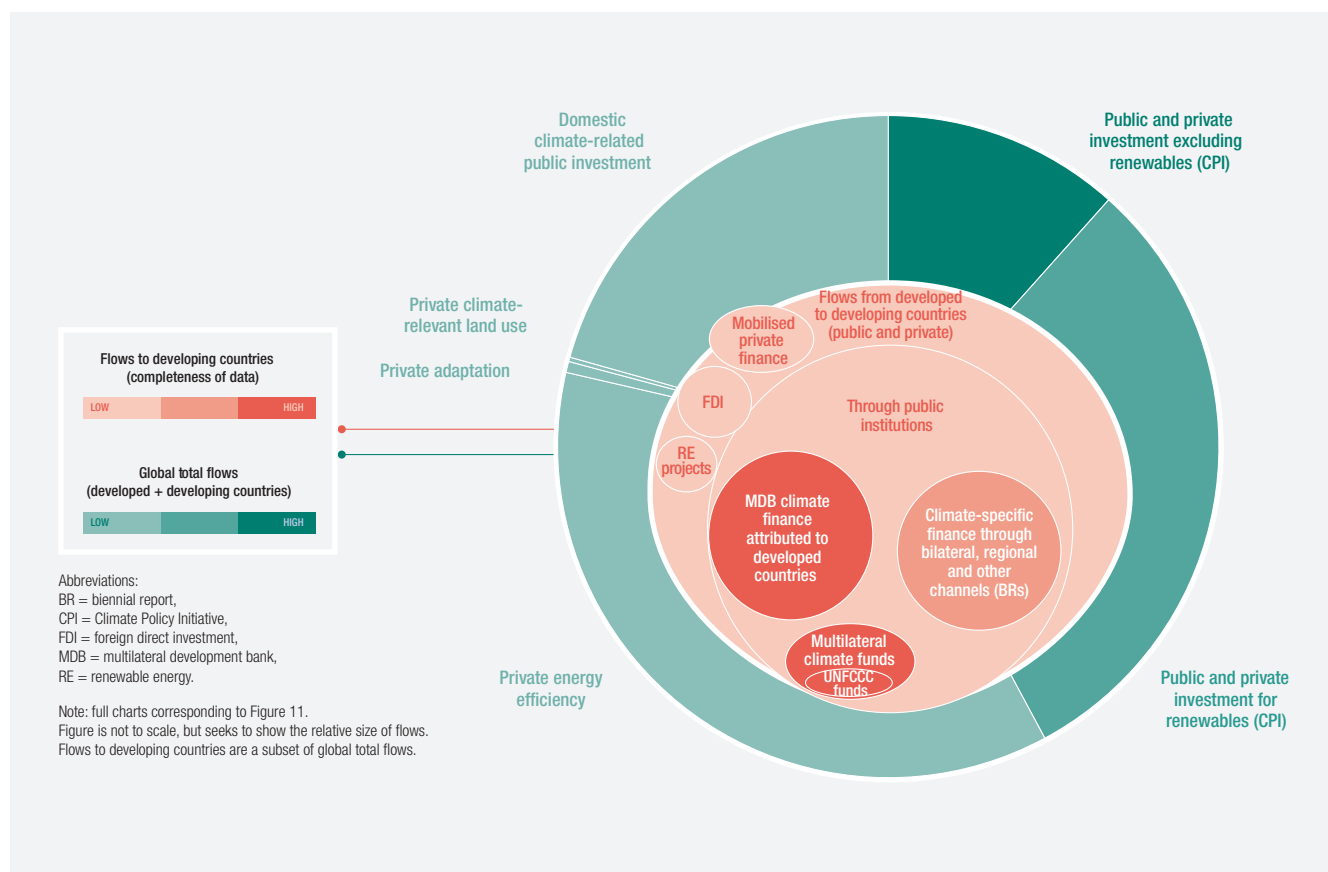 Domestic
climate-related
public investment
Public and private
investment excluding
renewables (CPI)
Private climate-
relevant land use
Private adaptation
Flows to developing countries
(completeness of data)
LOW
HIGH
Global total flows
(developed + developing countries)
LOW
HIGH
Flows from developed
to developing countries
(public and private)
Mobilised
private
finance
FDI
RE
projects
Through public
institutions
MDB climate
finance
attributed to
developed
countries
Climate-specific
finance through
bilateral, regional
and other
channels (BRs)
Multilateral
climate funds
UNFCCC
funds
Private energy
efficiency
Public and private
investment for
renewables (CPI)
Abbreviations:
BR = biennial report,
CPI = Climate Policy Initiative,
FDI = foreign direct investment,
MDB = multilateral development bank,
RE = renewable energy.
Note: full charts corresponding to Figure 11.
Figure is not to scale, but seeks to show the relative size of flows.
Flows to developing countries are a subset of global total flows.